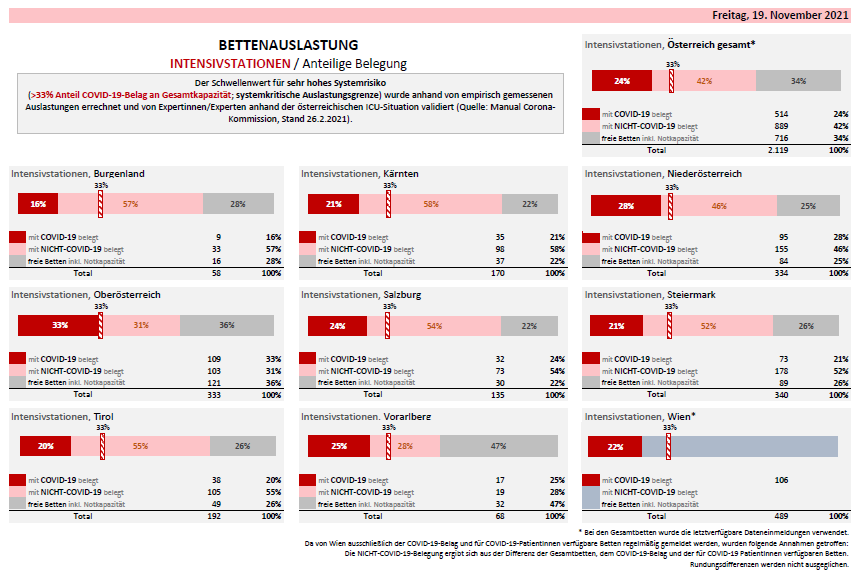 Freitag, 19. November 2021
BETTENAUSLASTUNG
INTENSIVSTATIONEN / Anteilige Belegung
Der Schwellenwert für sehr hohes Systemrisiko
(>33% Anteil COVID-19-Belag an Gesamtkapazität; systemkritische Auslastungsgrenze) wurde anhand von empirisch gemessenen
Auslastungen errechnet und von Expertinnen/Experten anhand der österreichischen ICU-Situation validiert (Quelle: Manual Corona-
Kommission, Stand 26.2.2021).
Intensivstationen, Österreich gesamt*
33%
24% 42% 34%
mit COVID-19 belegt 514 24%
mit NICHT-COVID-19 belegt 889 42%
freie Betten inkl. Notkapazität 716 34%
Total 2.119 100%
Intensivstationen, Burgenland
33%
16% 57% 28%
mit COVID-19 belegt 9 16%
mit NICHT-COVID-19 belegt 33 57%
freie Betten inkl. Notkapazität 16 28%
Total 58 100%
Intensivstationen, Kärnten
33%
21% 58% 22%
mit COVID-19 belegt 35 21%
mit NICHT-COVID-19 belegt 98 58%
freie Betten inkl. Notkapazität 37 22%
Total 170 100%
Intensivstationen, Niederösterreich
33%
28% 46% 25%
mit COVID-19 belegt 95 28%
mit NICHT-COVID-19 belegt 155 46%
freie Betten inkl. Notkapazität 84 25%
Total 334 100%
Intensivstationen, Oberösterreich
33%
33% 31% 36%
mit COVID-19 belegt 109 33%
mit NICHT-COVID-19 belegt 103 31%
freie Betten inkl. Notkapazität 121 36%
Total 333 100%
Intensivstationen, Salzburg
33%
24% 54% 22%
mit COVID-19 belegt 32 24%
mit NICHT-COVID-19 belegt 73 54%
freie Betten inkl. Notkapazität 30 22%
Total 135 100%
Intensivstationen, Steiermark
33%
21% 52% 26%
mit COVID-19 belegt 73 21%
mit NICHT-COVID-19 belegt 178 52%
freie Betten inkl. Notkapazität 89 26%
Total 340 100%
Intensivstationen, Tirol
33%
20% 55% 26%
mit COVID-19 belegt 38 20%
mit NICHT-COVID-19 belegt 105 55%
freie Betten inkl. Notkapazität 49 26%
Total 192 100%
Intensivstationen, Vorarlberg
33%
25% 28% 47%
mit COVID-19 belegt 17 25%
mit NICHT-COVID-19 belegt 19 28%
freie Betten inkl. Notkapazität 32 47%
Total 68 100%
Intensivstationen, Wien*
33%
22%
mit COVID-19 belegt 106
mit NICHT-COVID-19 belegt
freie Betten inkl. Notkapazität
Total 489 100%
* Bei den Gesamtbetten wurde die letztverfügbare Dateneinmeldungen verwendet.
Da von Wien ausschließlich der COVID-19-Belag und für COVID-19-PatientInnen verfügbare Betten regelmäßig gemeldet werden, wurden folgende Annahmen getroffen:
Die NICHT-COVID-19-Belegung ergibt sich aus der Differenz der Gesamtbetten, dem COVID-19-Belag und der für COVID 19 PatientInnen verfügbaren Betten.
Rundungsdifferenzen werden nicht ausgeglichen.